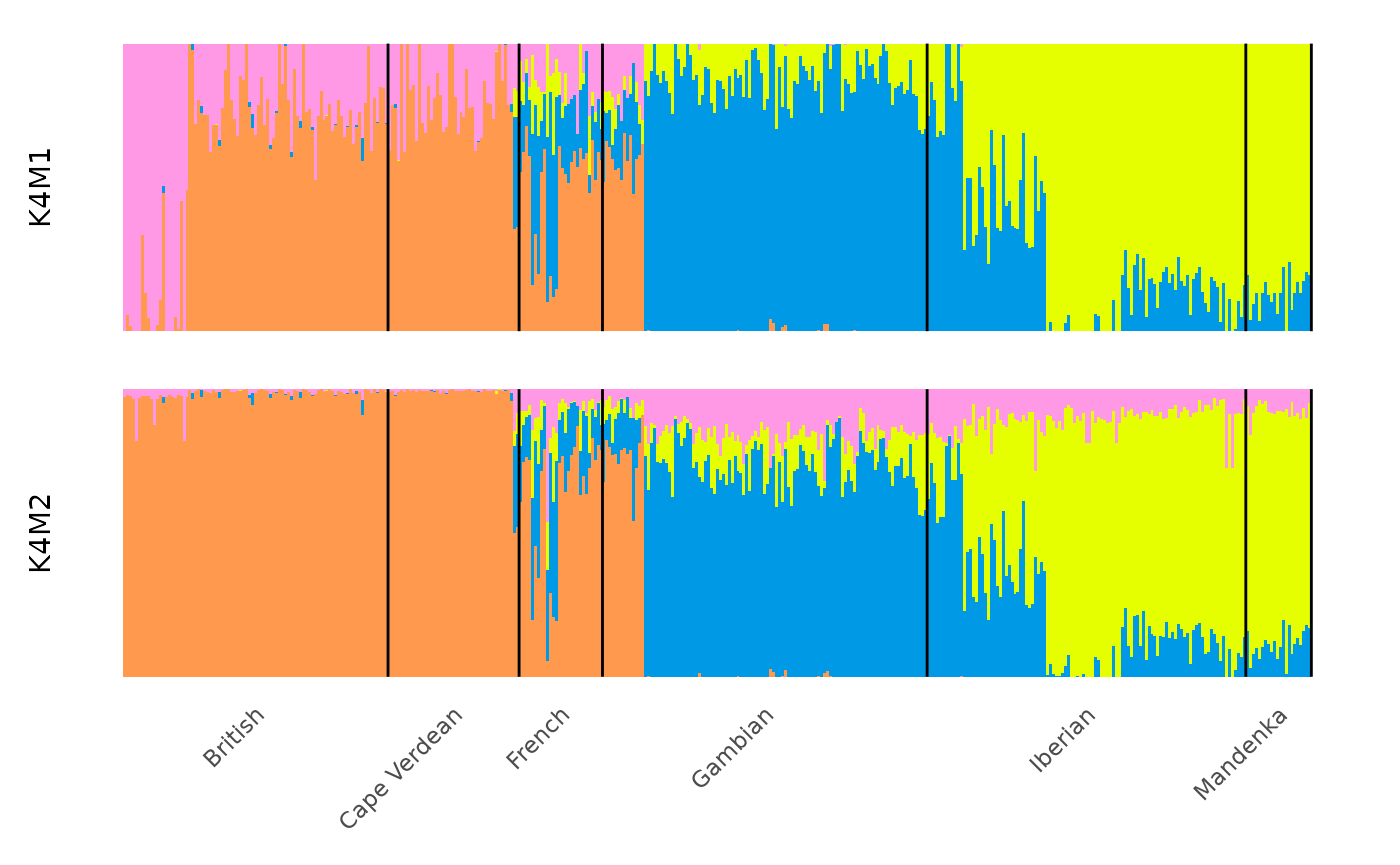 K4M1
K4M2
British
Cape Verdean
French
Gambian
Iberian
Mandenka